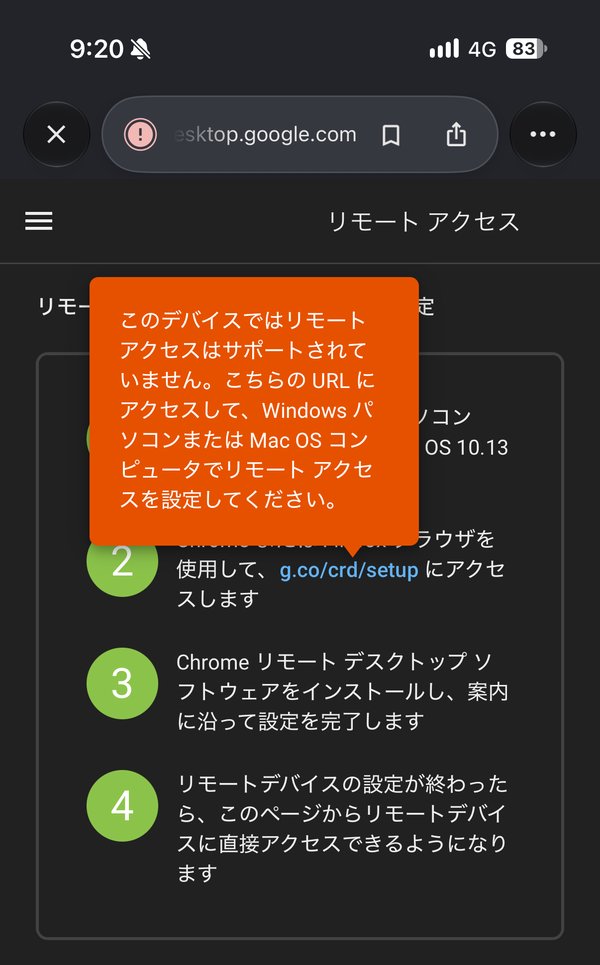 9:20
4G
83
esktop.google.com
リモート アクセス
リモー
定
このデバイスではリモート
アクセスはサポートされて
いません。こちらの URL に
アクセスして、Windows パ
ソコンまたは Mac OS コン
ピュータでリモート アクセ
スを設定してください。
ソコン
OS 10.13
2
ラウザを
使用して、g.co/crd/setup にアクセ
スします
3
Chrome リモート デスクトップ ソ
フトウェアをインストールし、案内
に沿って設定を完了します
4
リモートデバイスの設定が終わった
ら、このページからリモートデバイ
スに直接アクセスできるようになり
ます